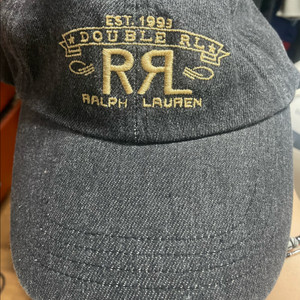 EST. 1993
DOUBLE RL
RRL
RALPH LAUREN